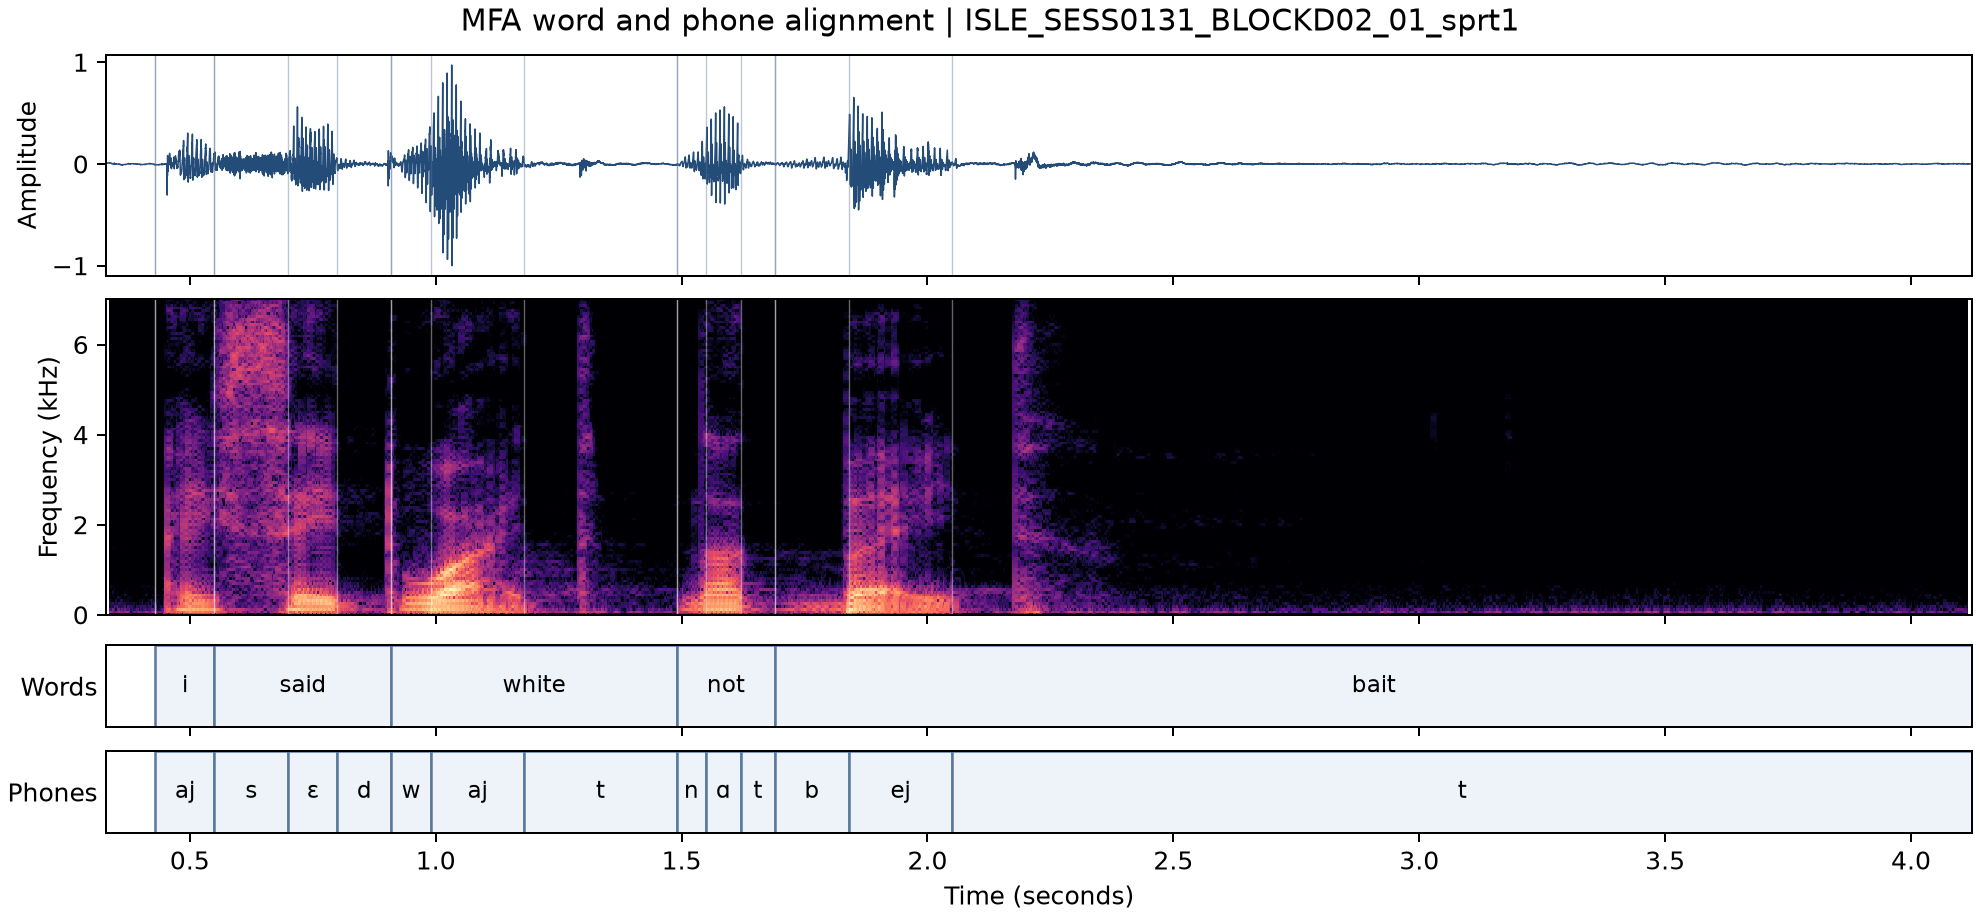 MFA word and phone alignment | ISLE_SESS0131_BLOCKD02_01_sprt1
Amplitude
1
0
−1
Frequency (kHz)
6
4
2
0
Words
i said white not bait
Phones
aj s ɛ d w aj t n ɑ t b ej t
0.5 1.0 1.5 2.0 2.5 3.0 3.5 4.0
Time (seconds)